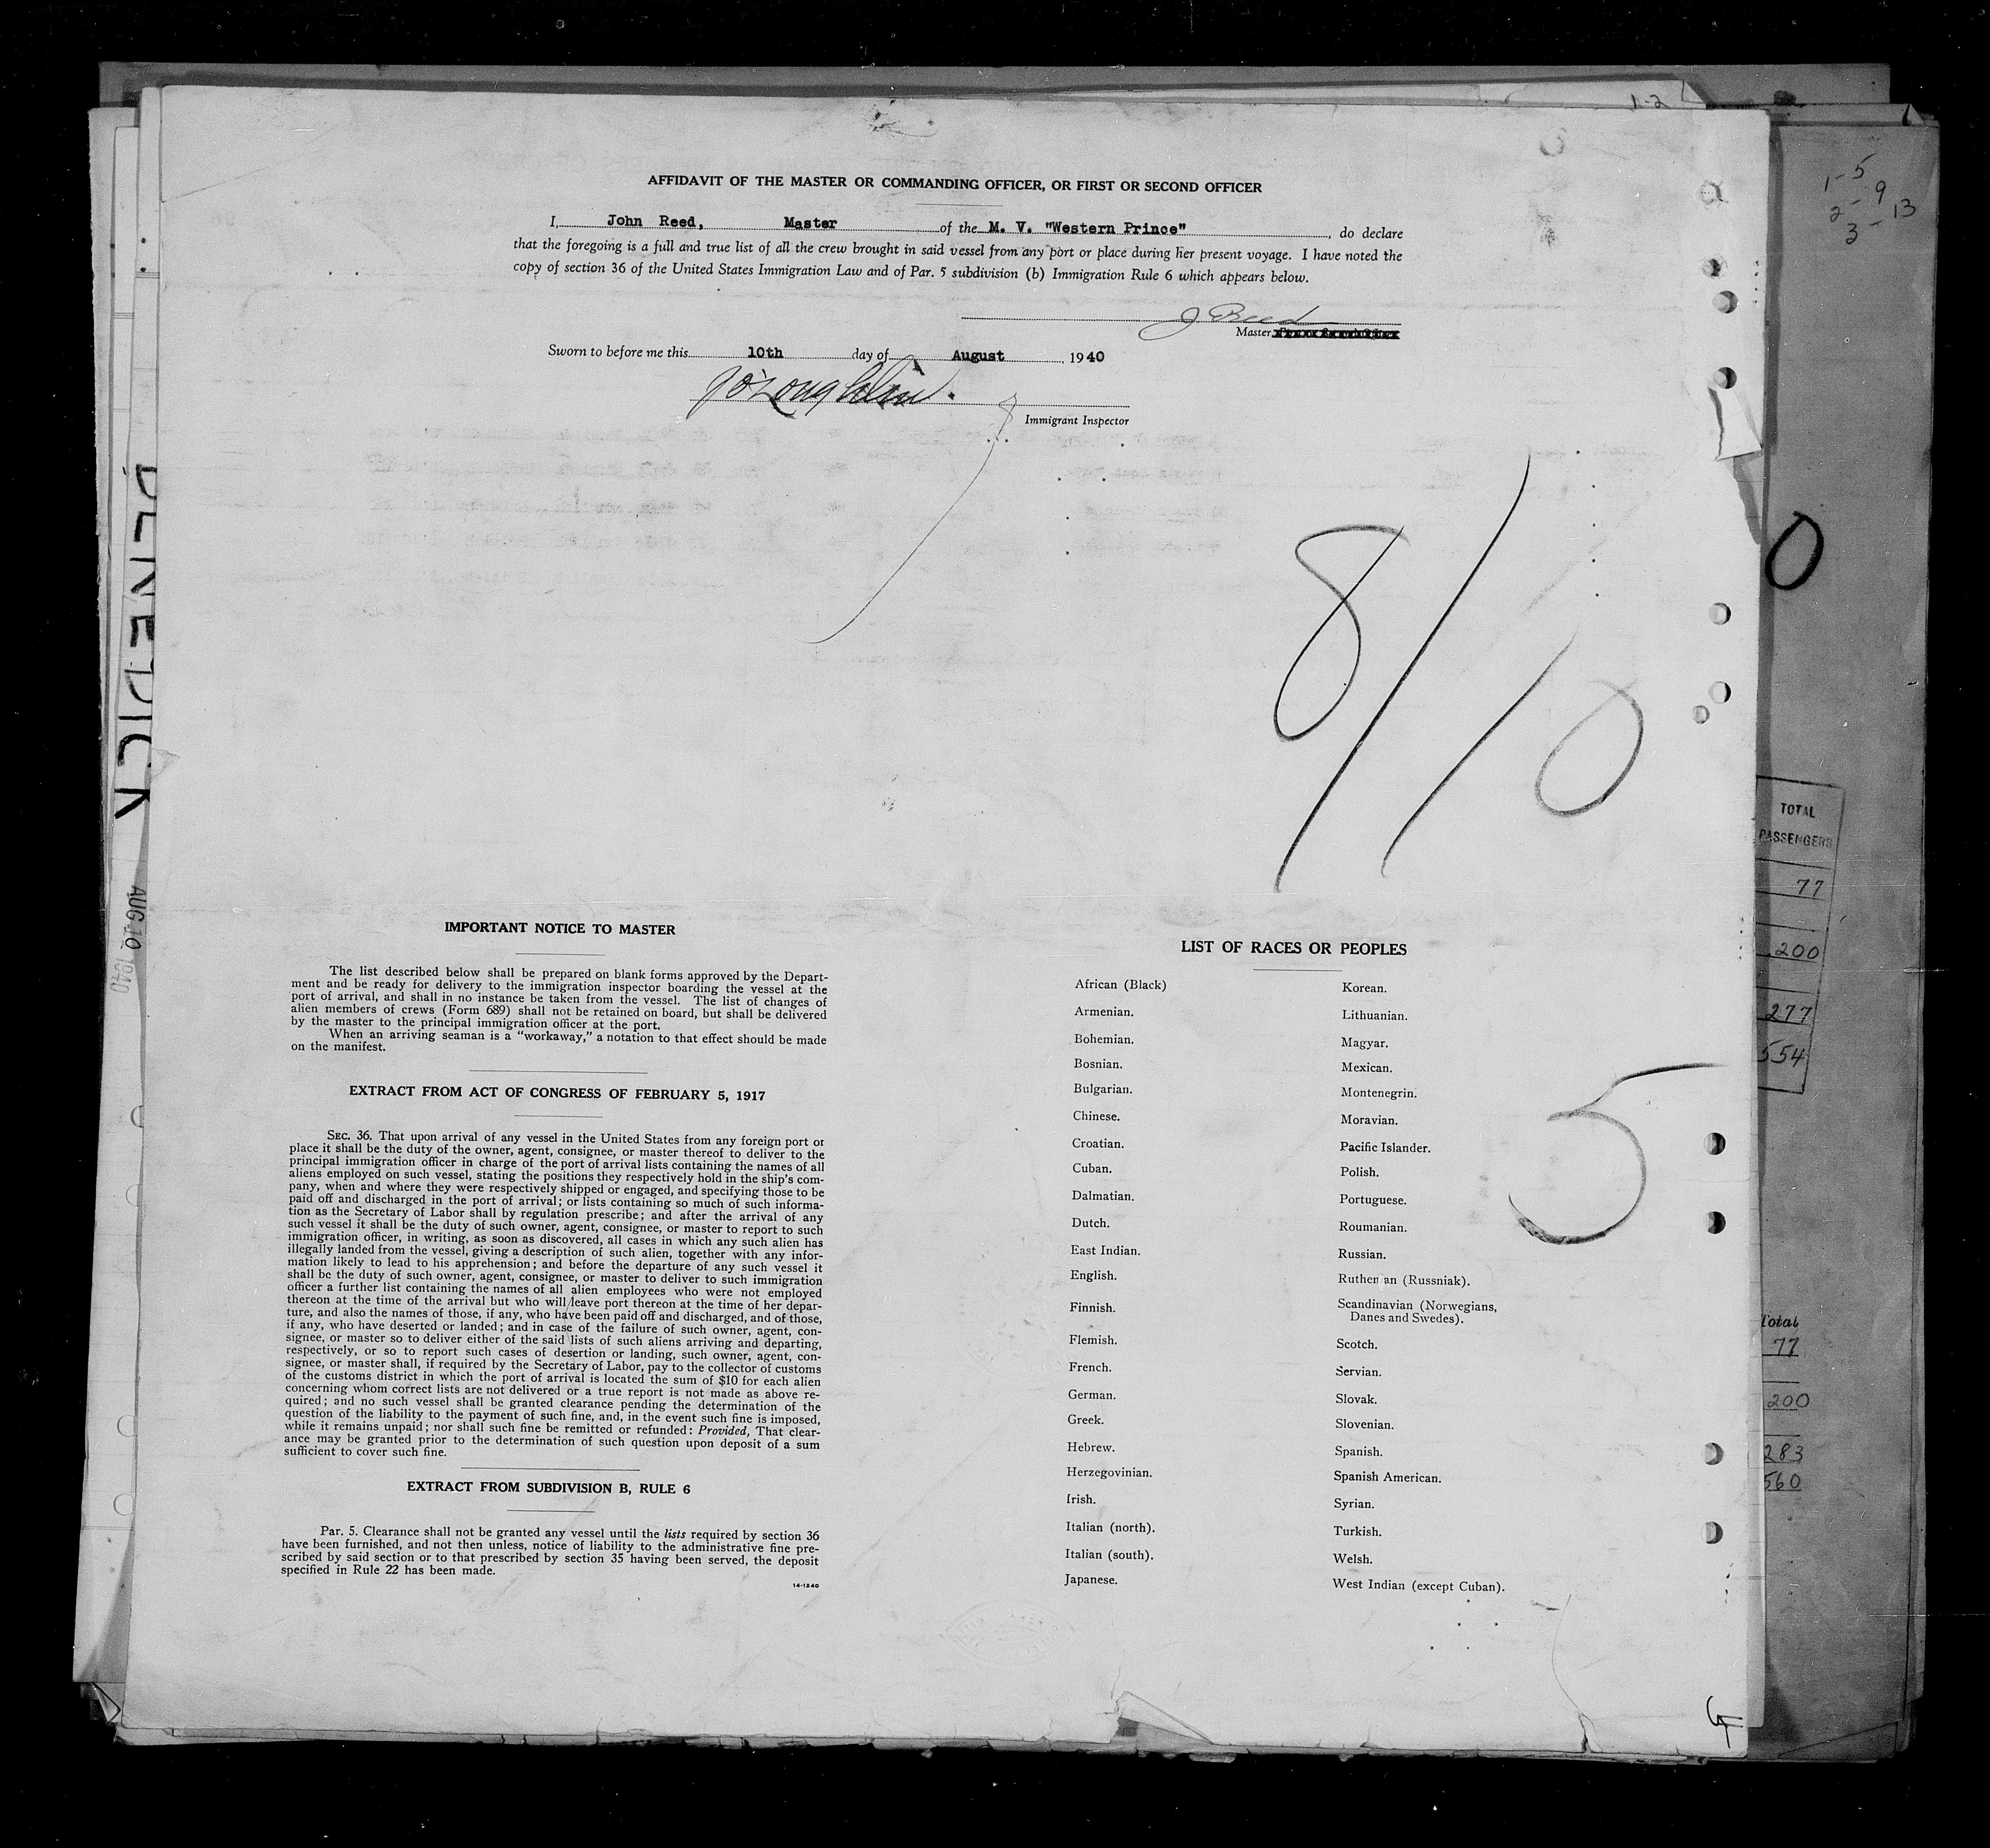 1-2
1- 5
2- 9
3- 13
AFFIDAVIT OF THE MASTER OR COMMANDING OFFICER, OR FIRST OR SECOND OFFICER
I, John Reed, Master of the M. V. "Western Prince", do declare
that the foregoing is a full and true list of all the crew brought in said vessel from any port or place during her present voyage. I have noted the
copy of section 36 of the United States Immigration Law and of Par. 5 subdivision (b) Immigration Rule 6 which appears below.
J Reed
Master
Sworn to before me this 10th day of August, 1940
Immigrant Inspector
8/10
0
AUG 10 1940
TOTAL
PASSENGERS
77
200
277
554
IMPORTANT NOTICE TO MASTER
The list described below shall be prepared on blank forms approved by the Depart-
ment and be ready for delivery to the immigration inspector boarding the vessel at the
port of arrival, and shall in no instance be taken from the vessel. The list of changes of
alien members of crews (Form 689) shall not be retained on board, but shall be delivered
by the master to the principal immigration officer at the port.
When an arriving seaman is a "workaway," a notation to that effect should be made
on the manifest.
EXTRACT FROM ACT OF CONGRESS OF FEBRUARY 5, 1917
SEC. 36. That upon arrival of any vessel in the United States from any foreign port or
place it shall be the duty of the owner, agent, consignee, or master thereof to deliver to the
principal immigration officer in charge of the port of arrival lists containing the names of all
aliens employed on such vessel, stating the positions they respectively hold in the ship's com-
pany, when and where they were respectively shipped or engaged, and specifying those to be
paid off and discharged in the port of arrival; or lists containing so much of such informa-
tion as the Secretary of Labor shall by regulation prescribe; and after the arrival of any
such vessel it shall be the duty of such owner, agent, consignee, or master to report to such
immigration officer, in writing, as soon as discovered, all cases in which any such alien has
illegally landed from the vessel, giving a description of such alien, together with any infor-
mation likely to lead to his apprehension; and before the departure of any such vessel it
shall be the duty of such owner, agent, consignee, or master to deliver to such immigration
officer a further list containing the names of all alien employees who were not employed
thereon at the time of the arrival but who will leave port thereon at the time of her depar-
ture, and also the names of those, if any, who have been paid off and discharged, and of those,
if any, who have deserted or landed; and in case of the failure of such owner, agent, con-
signee, or master so to deliver either of the said lists of such aliens arriving and departing,
respectively, or so to report such cases of desertion or landing, such owner, agent, con-
signee, or master shall, if required by the Secretary of Labor, pay to the collector of customs
of the customs district in which the port of arrival is located the sum of $10 for each alien
concerning whom correct lists are not delivered or a true report is not made as above re-
quired; and no such vessel shall be granted clearance pending the determination of the
question of the liability to the payment of such fine, and, in the event such fine is imposed,
while it remains unpaid; nor shall such fine be remitted or refunded: Provided, That clear-
ance may be granted prior to the determination of such question upon deposit of a sum
sufficient to cover such fine.
EXTRACT FROM SUBDIVISION B, RULE 6
Par. 5. Clearance shall not be granted any vessel until the lists required by section 36
have been furnished, and not then unless, notice of liability to the administrative fine pre-
scribed by said section or to that prescribed by section 35 having been served, the deposit
specified in Rule 22 has been made.
14-1240
LIST OF RACES OR PEOPLES
African (Black)
Armenian.
Bohemian.
Bosnian.
Bulgarian.
Chinese.
Croatian.
Cuban.
Dalmatian.
Dutch.
East Indian.
English.
Finnish.
Flemish.
French.
German.
Greek.
Hebrew.
Herzegovinian.
Irish.
Italian (north).
Italian (south).
Japanese.
Korean.
Lithuanian.
Magyar.
Mexican.
Montenegrin.
Moravian.
Pacific Islander.
Polish.
Portuguese.
Roumanian.
Russian.
Ruthenian (Russniak).
Scandinavian (Norwegians,
Danes and Swedes).
Scotch.
Servian.
Slovak.
Slovenian.
Spanish.
Spanish American.
Syrian.
Turkish.
Welsh.
West Indian (except Cuban).
5
Total
77
200
283
560